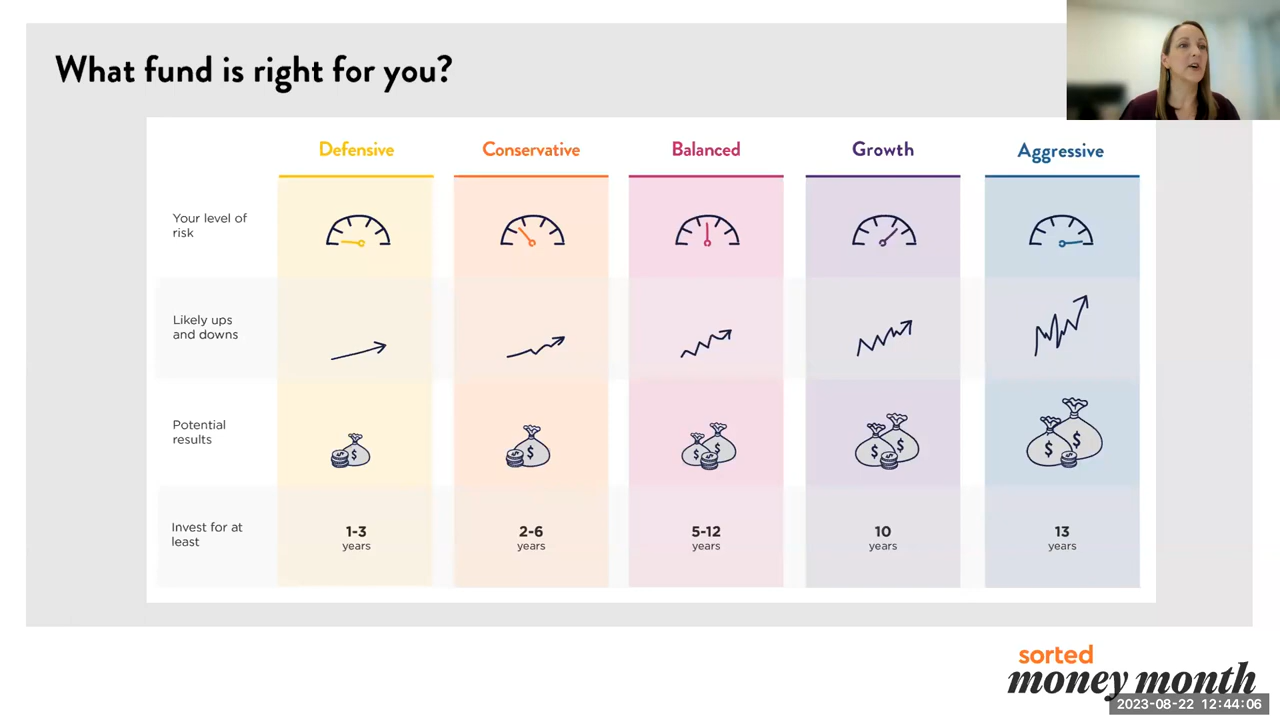 What fund is right for you?
Defensive
Conservative
Balanced
Growth
Aggressive
Your level of
risk
Likely ups
and downs
Potential
results
$ $
$ $
$ $ $
$ $ $
$ $ $
Invest for at
least
1-3
years
2-6
years
5-12
years
10
years
13
years
sorted
money month
2023-08-22 12:44:06